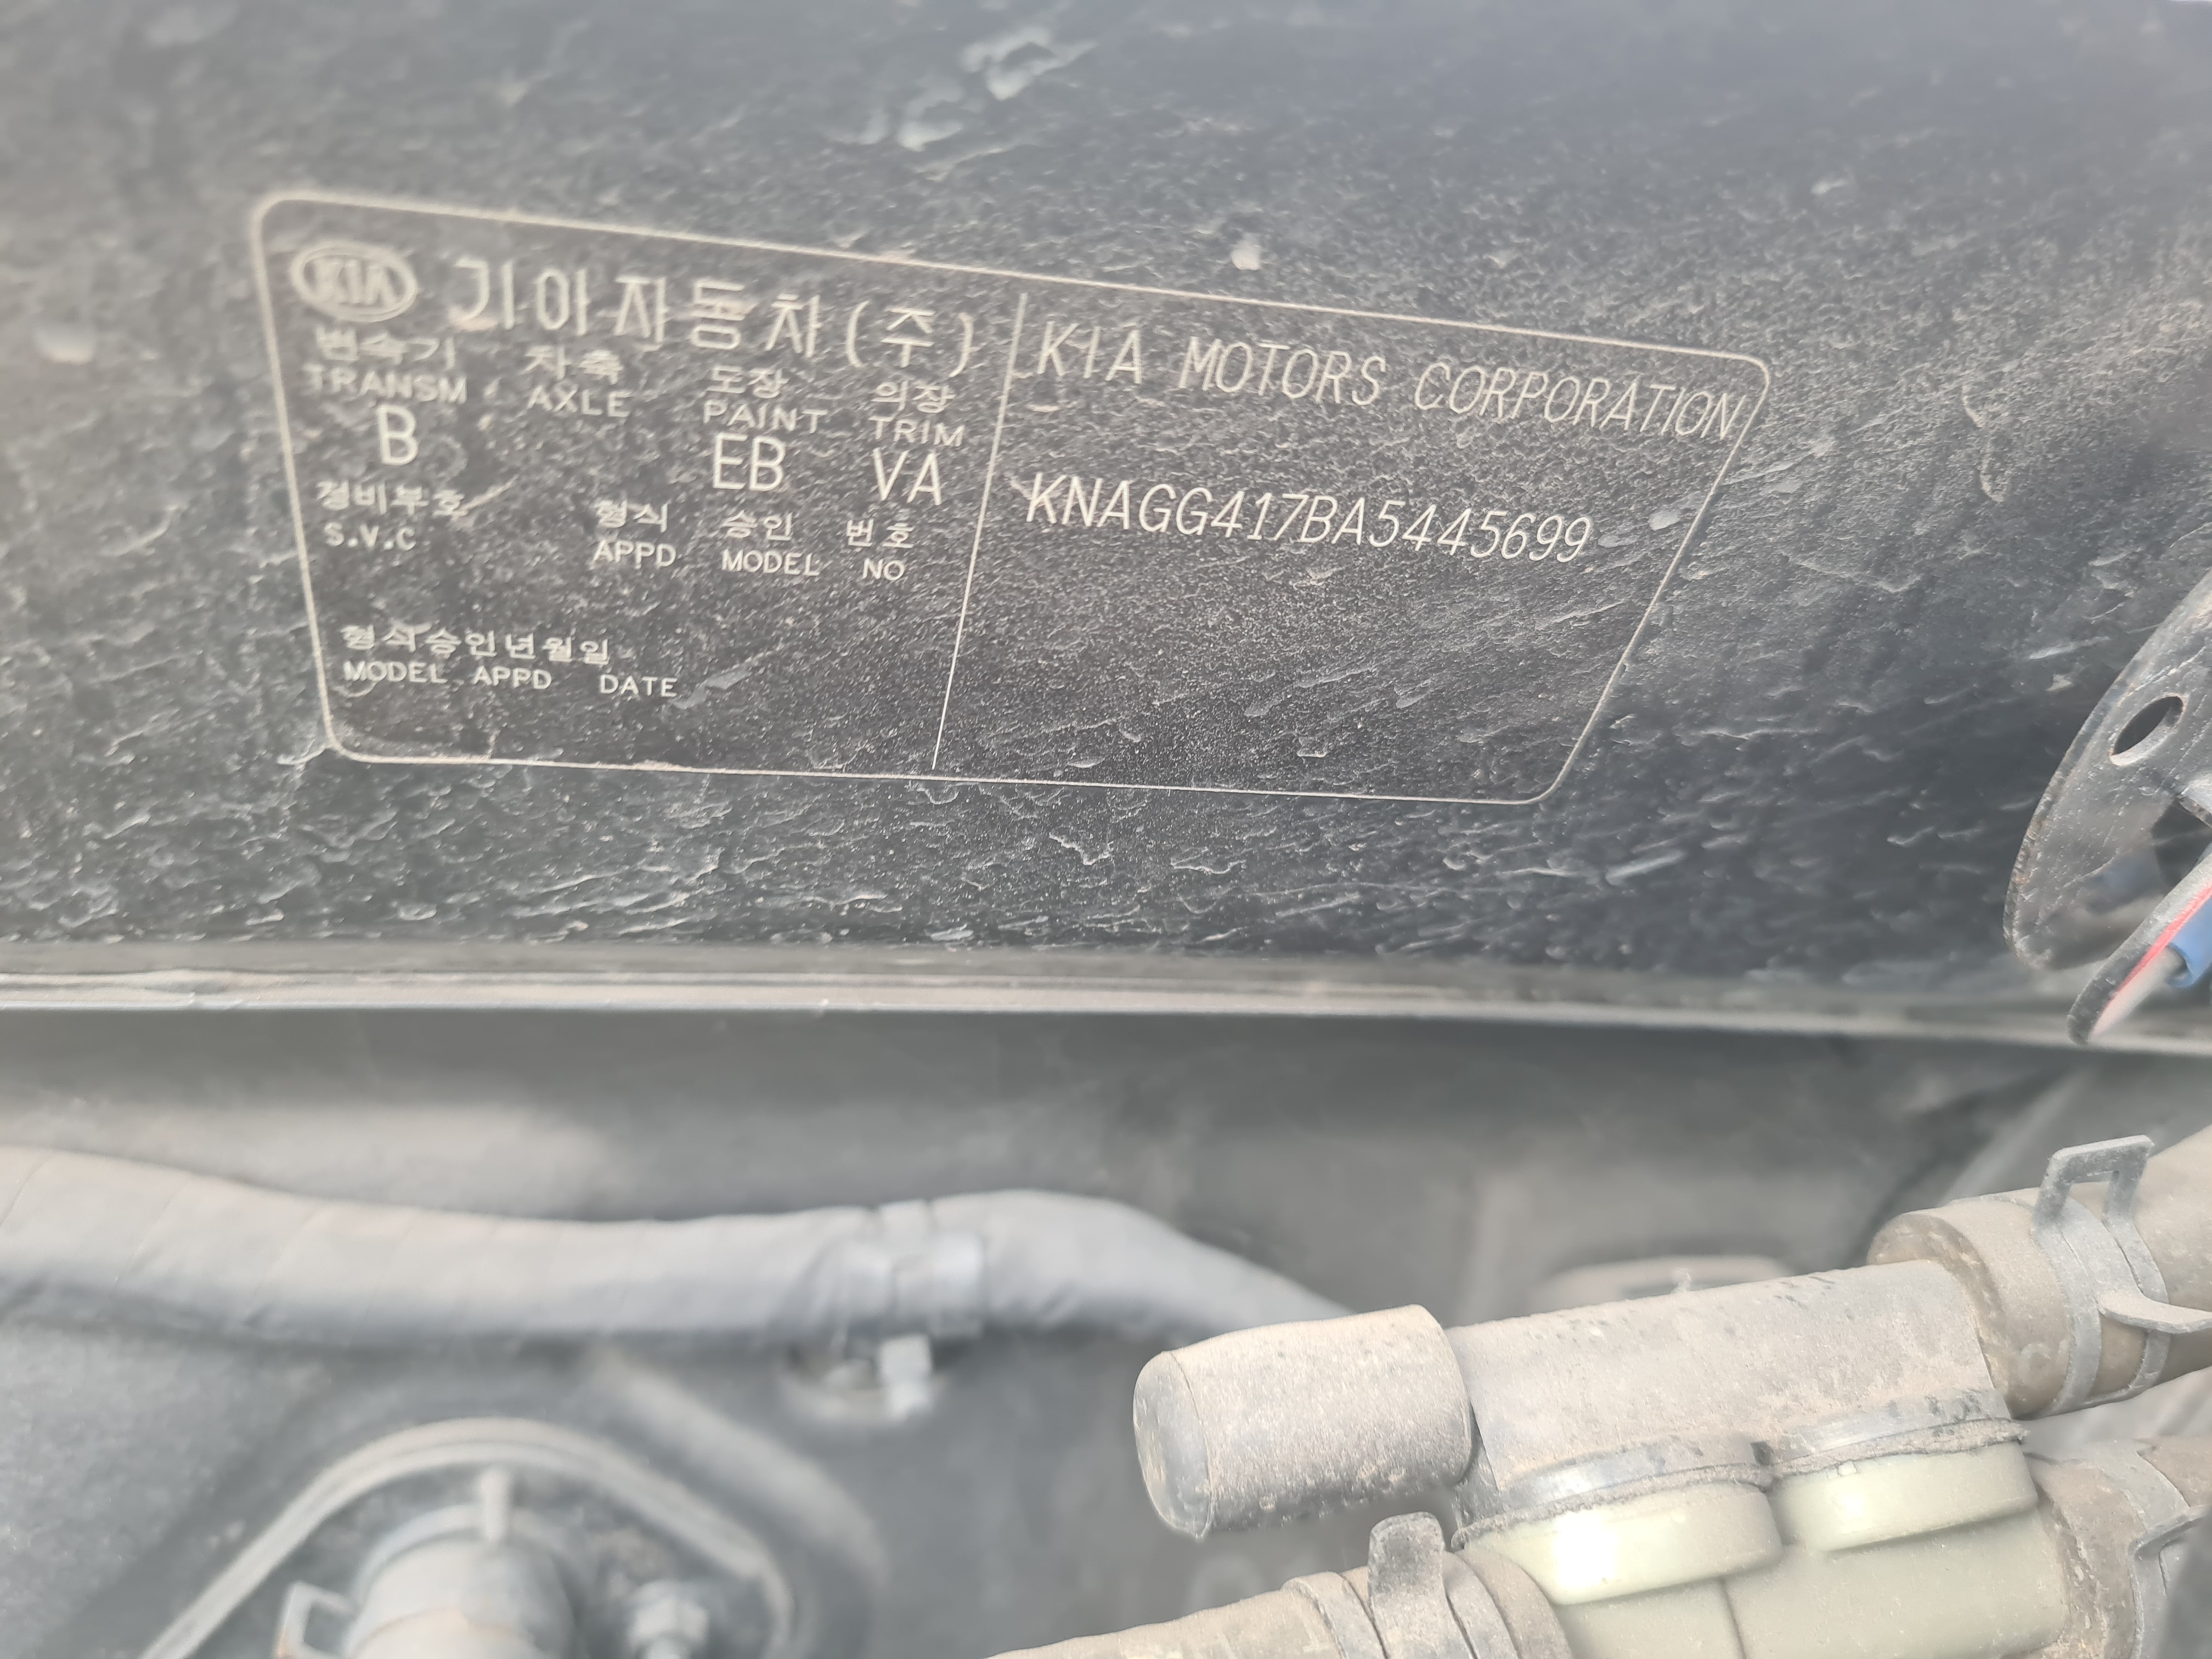 KIA 기아자동차(주)
변속기 차축 도장 의장
TRANSM AXLE PAINT TRIM
B EB VA
정비부호 형식 승인 번호
S.V.C APPD MODEL NO
형식승인년월일
MODEL APPD DATE
KIA MOTORS CORPORATION
KNAGG417BA5445699